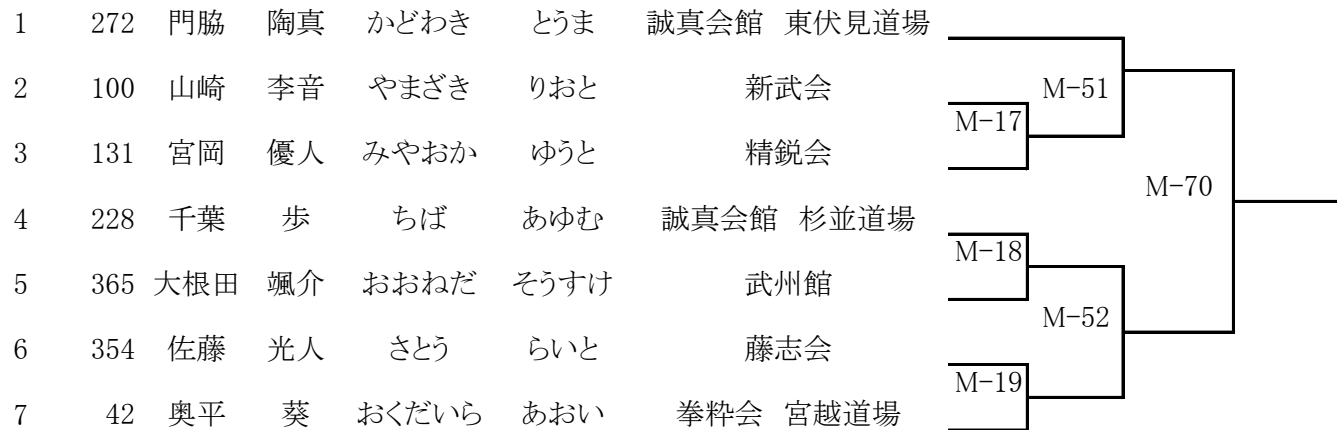 1 272 門脇 陶真 かどわき とうま 誠真会館 東伏見道場
2 100 山崎 李音 やまざき りおと 新武会 M-51
M-17
3 131 宮岡 優人 みやおか ゆうと 精鋭会
M-70
4 228 千葉 歩 ちば あゆむ 誠真会館 杉並道場
M-18
5 365 大根田 颯介 おおねだ そうすけ 武州館
M-52
6 354 佐藤 光人 さとう らいと 藤志会
M-19
7 42 奥平 葵 おくだいら あおい 拳粋会 宮越道場